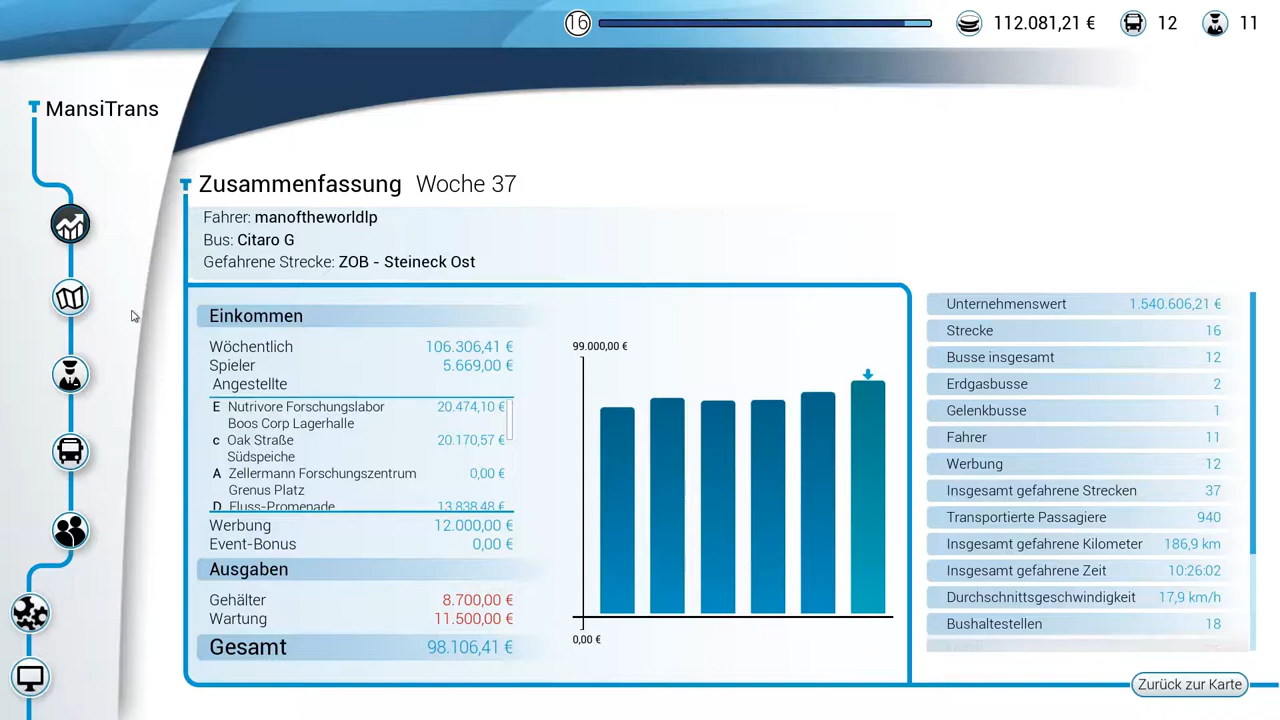 16 112.081,21 € 12 11
MansiTrans
Zusammenfassung Woche 37
Fahrer: manoftheworldlp
Bus: Citaro G
Gefahrene Strecke: ZOB - Steineck Ost
Einkommen
Wöchentlich 106.306,41 €
Spieler 5.669,00 €
Angestellte
E Nutrivore Forschungslabor 20.474,10 €
Boos Corp Lagerhalle
c Oak Straße 20.170,57 €
Südspeiche
A Zellermann Forschungszentrum 0,00 €
Grenus Platz
D Fluss-Promenade 13.838,48 €
Werbung 12.000,00 €
Event-Bonus 0,00 €
Ausgaben
Gehälter 8.700,00 €
Wartung 11.500,00 €
Gesamt 98.106,41 €
99.000,00 €
0,00 €
Unternehmenswert 1.540.606,21 €
Strecke 16
Busse insgesamt 12
Erdgasbusse 2
Gelenkbusse 1
Fahrer 11
Werbung 12
Insgesamt gefahrene Strecken 37
Transportierte Passagiere 940
Insgesamt gefahrene Kilometer 186,9 km
Insgesamt gefahrene Zeit 10:26:02
Durchschnittsgeschwindigkeit 17,9 km/h
Bushaltestellen 18
Zurück zur Karte